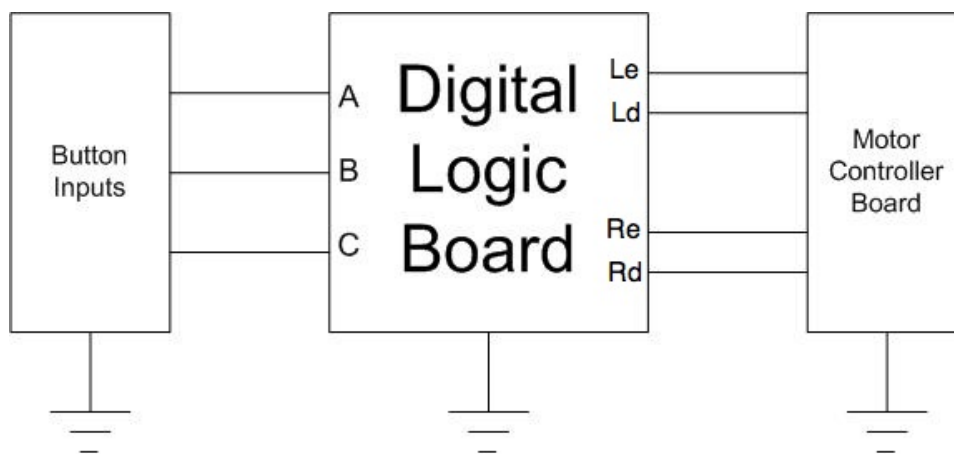 Button
Inputs
A
B
C
Digital
Logic
Board
Le
Ld
Re
Rd
Motor
Controller
Board